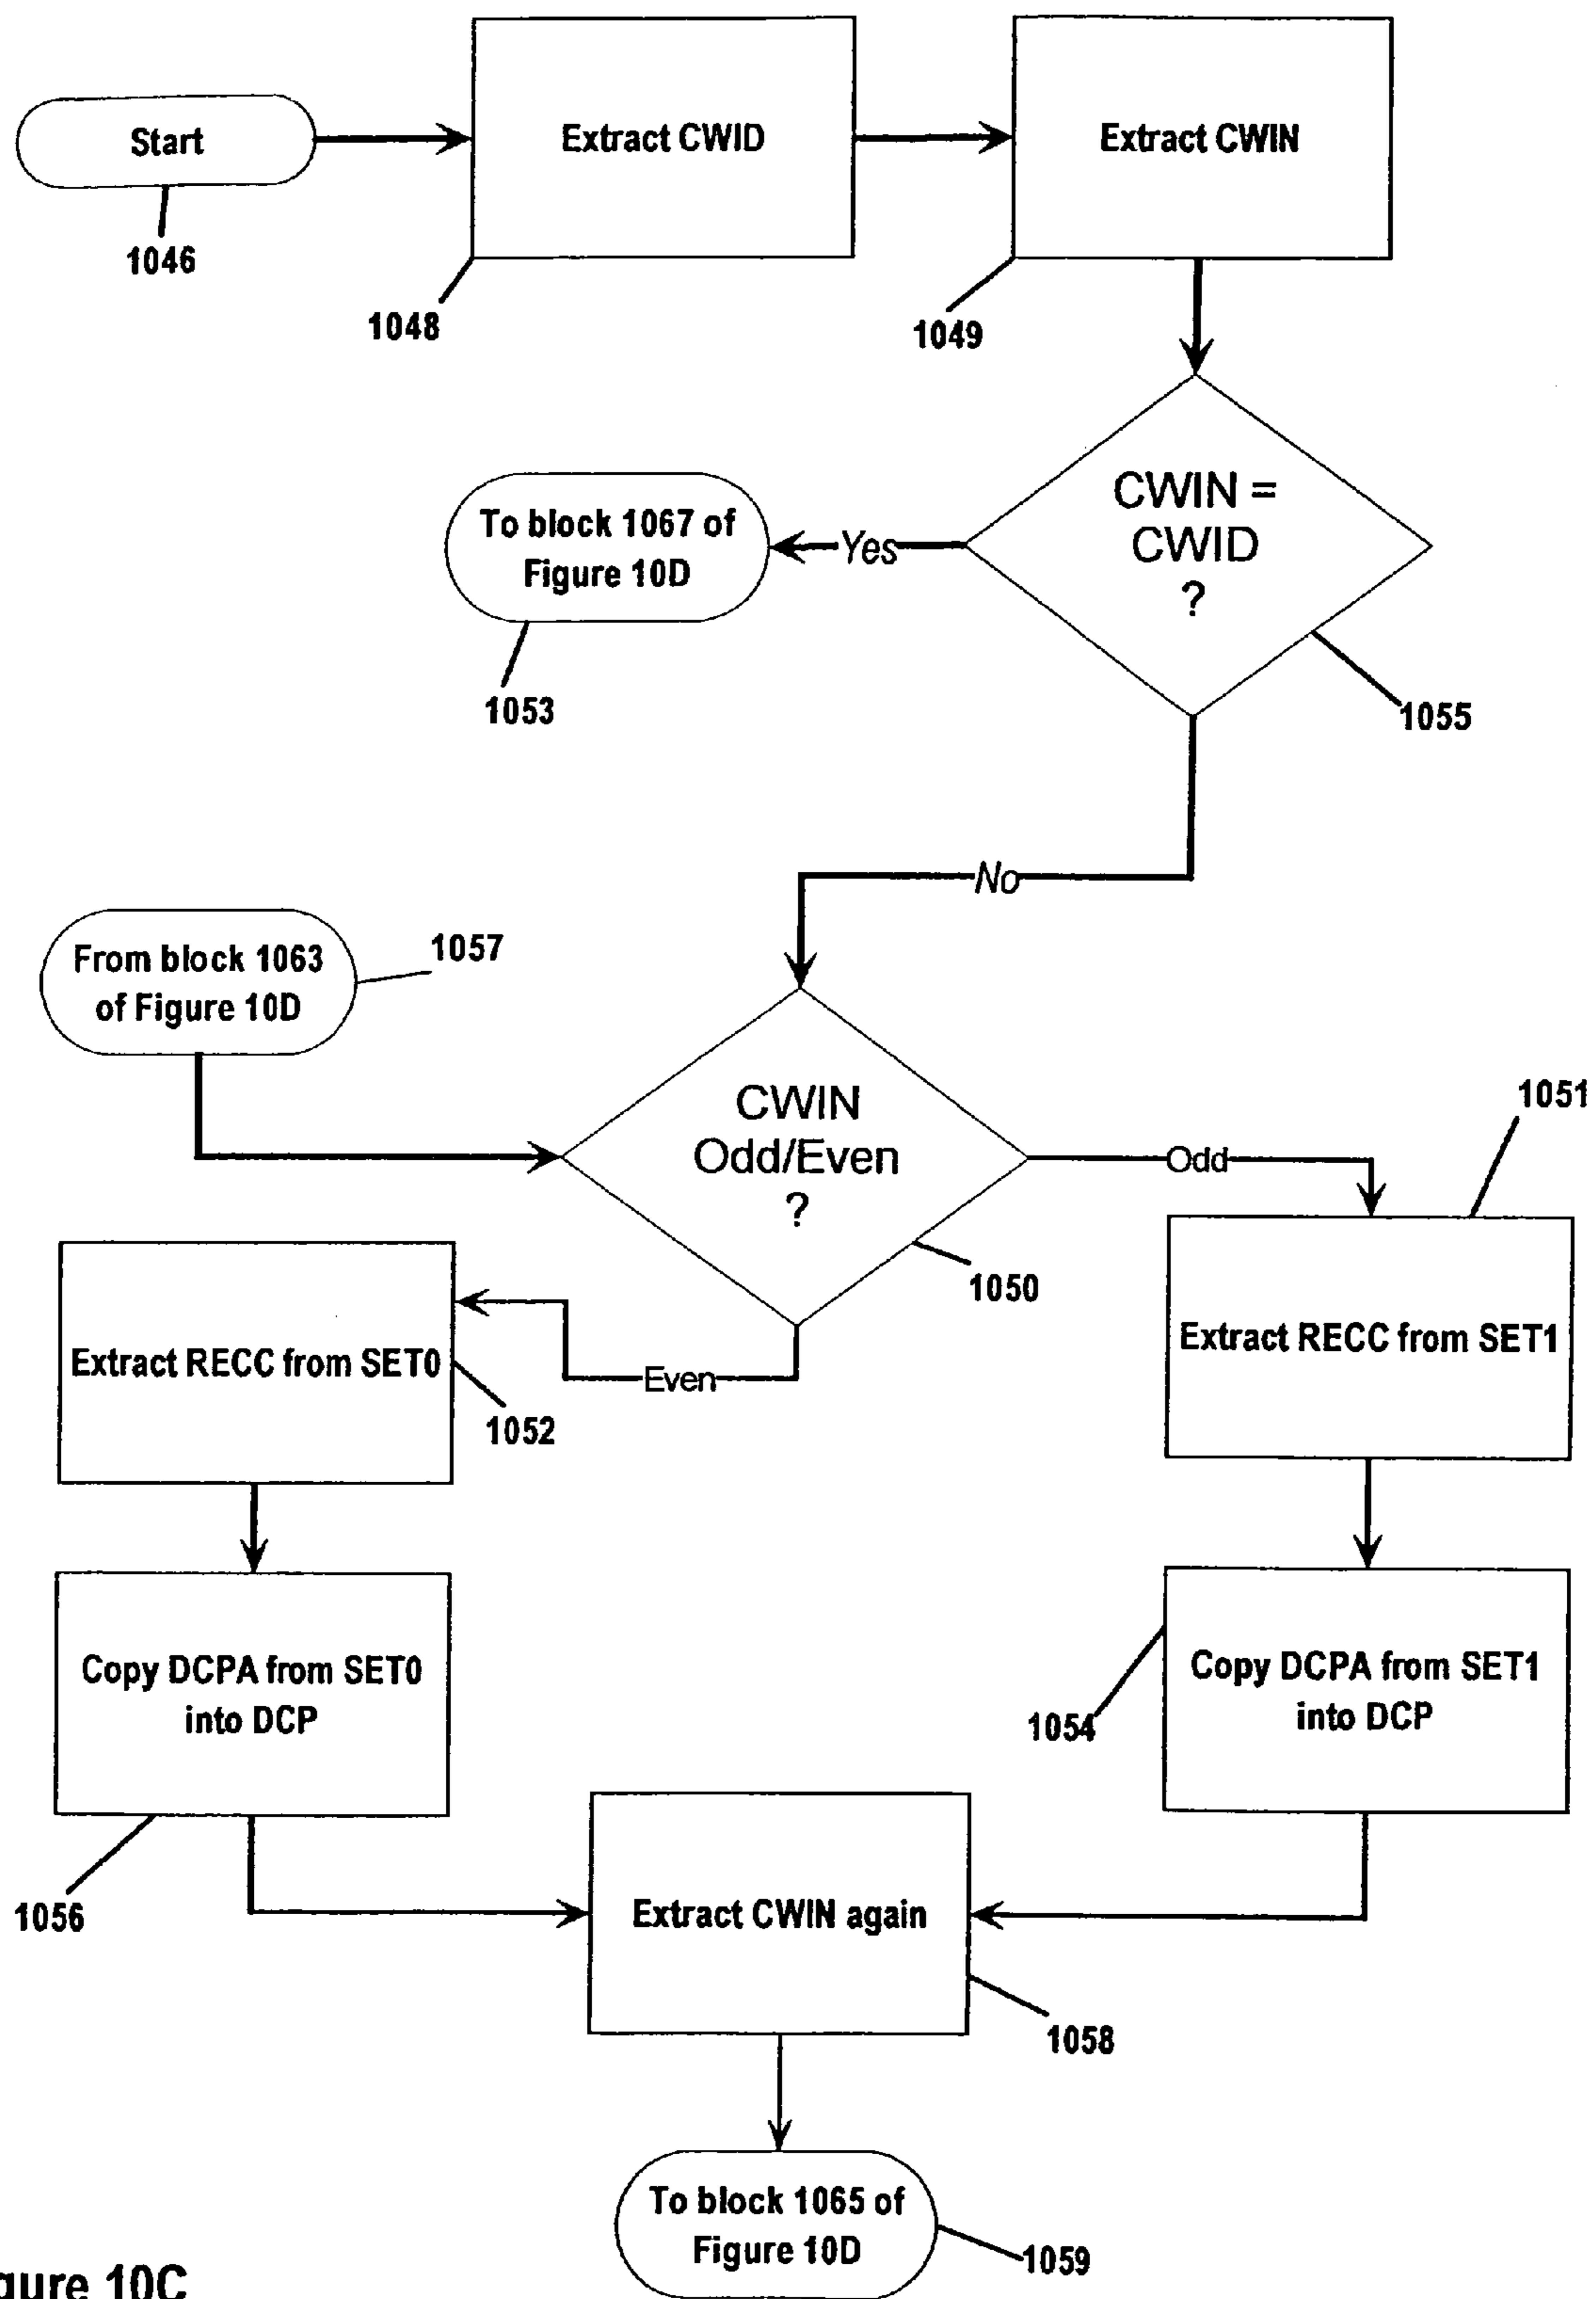 Start
Extract CWID
Extract CWIN
1046
1048
1049
CWIN =
CWID
?
Yes
To block 1067 of
Figure 10D
1053
1055
No
From block 1063
of Figure 10D
1057
CWIN
Odd/Even
?
Odd
1051
1050
Even
Extract RECC from SET0
1052
Extract RECC from SET1
Copy DCPA from SET0
into DCP
Copy DCPA from SET1
into DCP
1054
1056
Extract CWIN again
1058
To block 1065 of
Figure 10D
1059
gure 10C